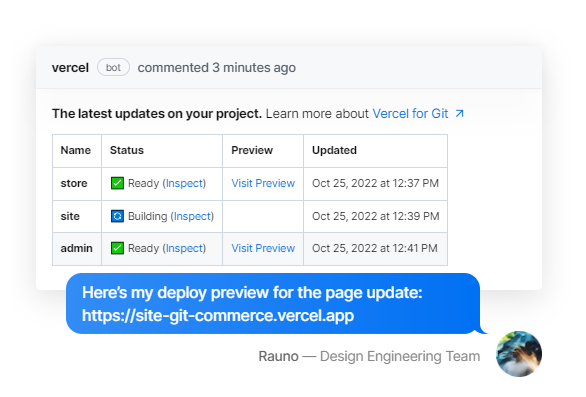 vercel bot commented 3 minutes ago
The latest updates on your project. Learn more about Vercel for Git ↗
Name Status Preview Updated
store ✅ Ready (Inspect) Visit Preview Oct 25, 2022 at 12:37 PM
site 🔄 Building (Inspect) Oct 25, 2022 at 12:39 PM
admin ✅ Ready (Inspect) Visit Preview Oct 25, 2022 at 12:41 PM
Here's my deploy preview for the page update:
https://site-git-commerce.vercel.app
Rauno — Design Engineering Team